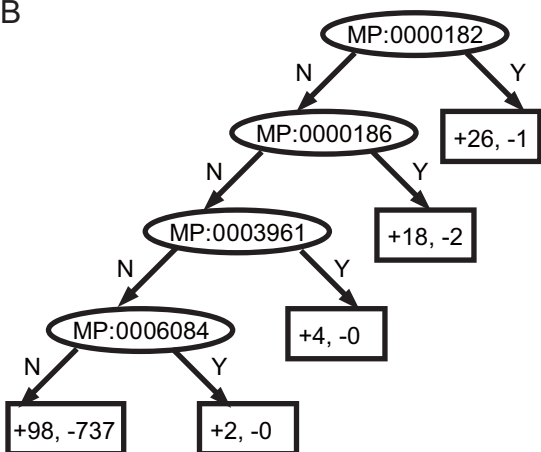 B
MP:0000182
N
Y
MP:0000186
+26, -1
N
Y
MP:0003961
+18, -2
N
Y
MP:0006084
+4, -0
N
Y
+98, -737
+2, -0